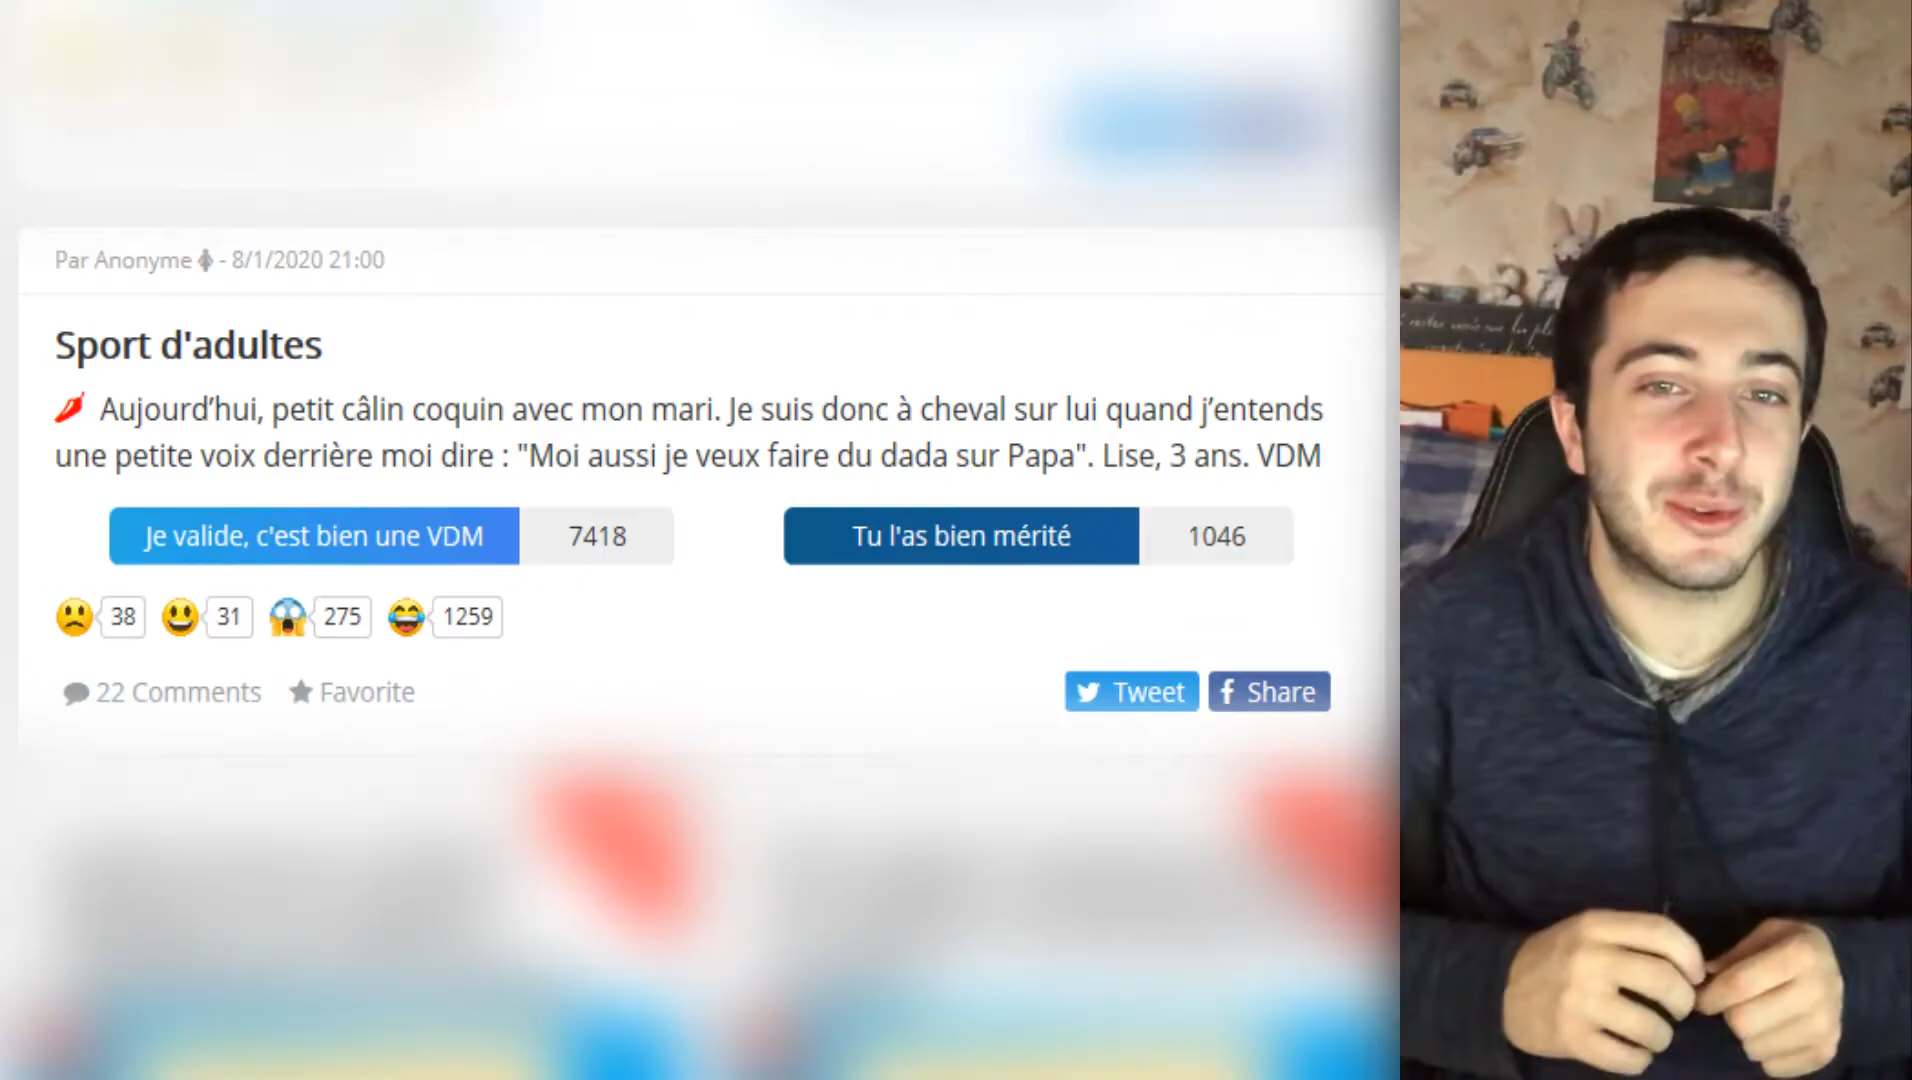 Par Anonyme - 8/1/2020 21:00
Sport d'adultes
Aujourd’hui, petit câlin coquin avec mon mari. Je suis donc à cheval sur lui quand j’entends
une petite voix derrière moi dire : "Moi aussi je veux faire du dada sur Papa". Lise, 3 ans. VDM
Je valide, c'est bien une VDM 7418
Tu l'as bien mérité 1046
38 31 275 1259
22 Comments Favorite
Tweet Share